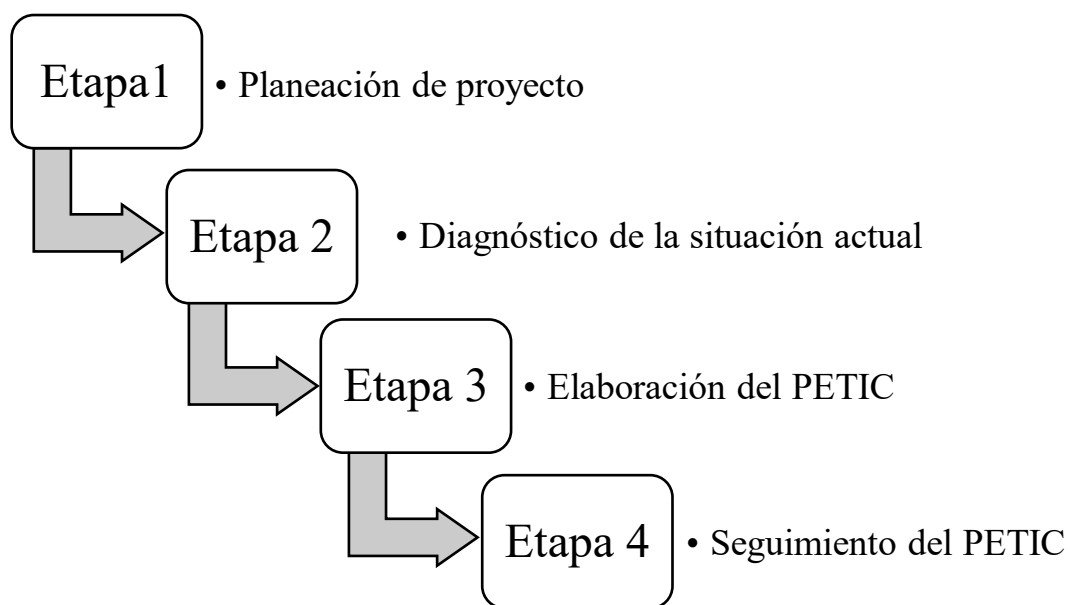 Etapa1
• Planeación de proyecto
Etapa 2
• Diagnóstico de la situación actual
Etapa 3
• Elaboración del PETIC
Etapa 4
• Seguimiento del PETIC